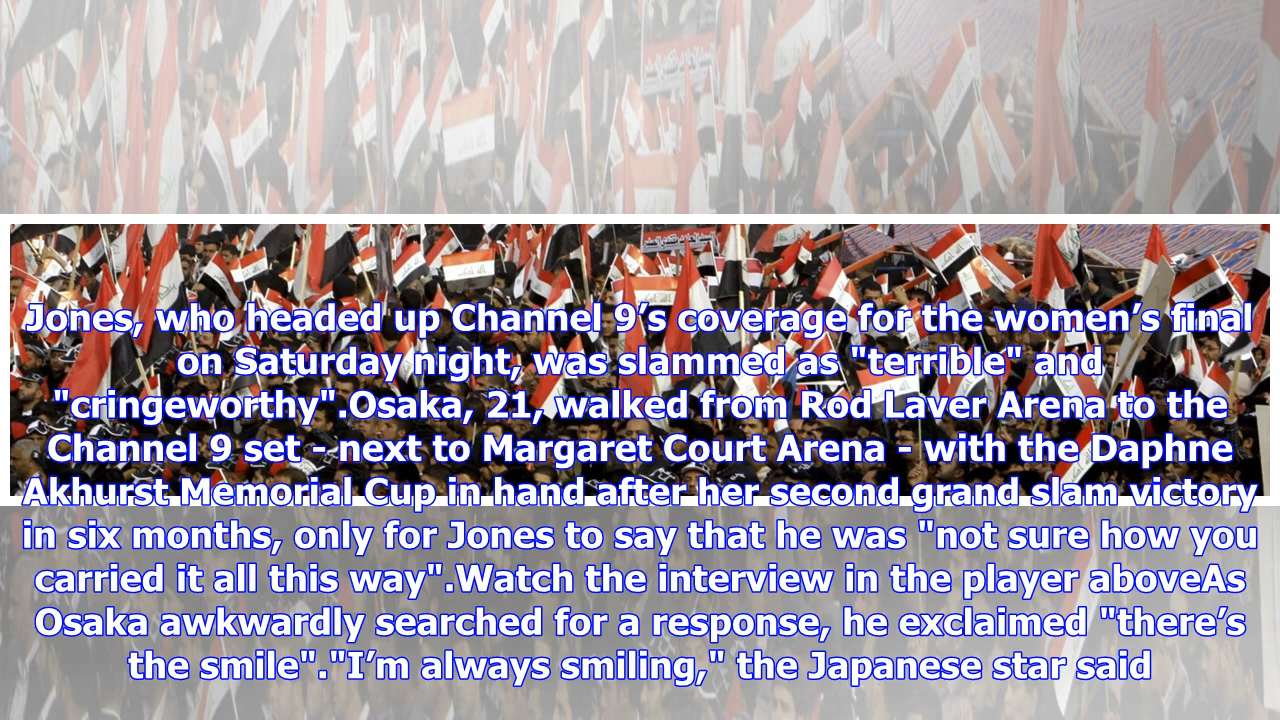 Jones, who headed up Channel 9’s coverage for the women’s final
on Saturday night, was slammed as "terrible" and
"cringeworthy".Osaka, 21, walked from Rod Laver Arena to the
Channel 9 set - next to Margaret Court Arena - with the Daphne
Akhurst Memorial Cup in hand after her second grand slam victory
in six months, only for Jones to say that he was "not sure how you
carried it all this way".Watch the interview in the player aboveAs
Osaka awkwardly searched for a response, he exclaimed "there’s
the smile"."I’m always smiling," the Japanese star said